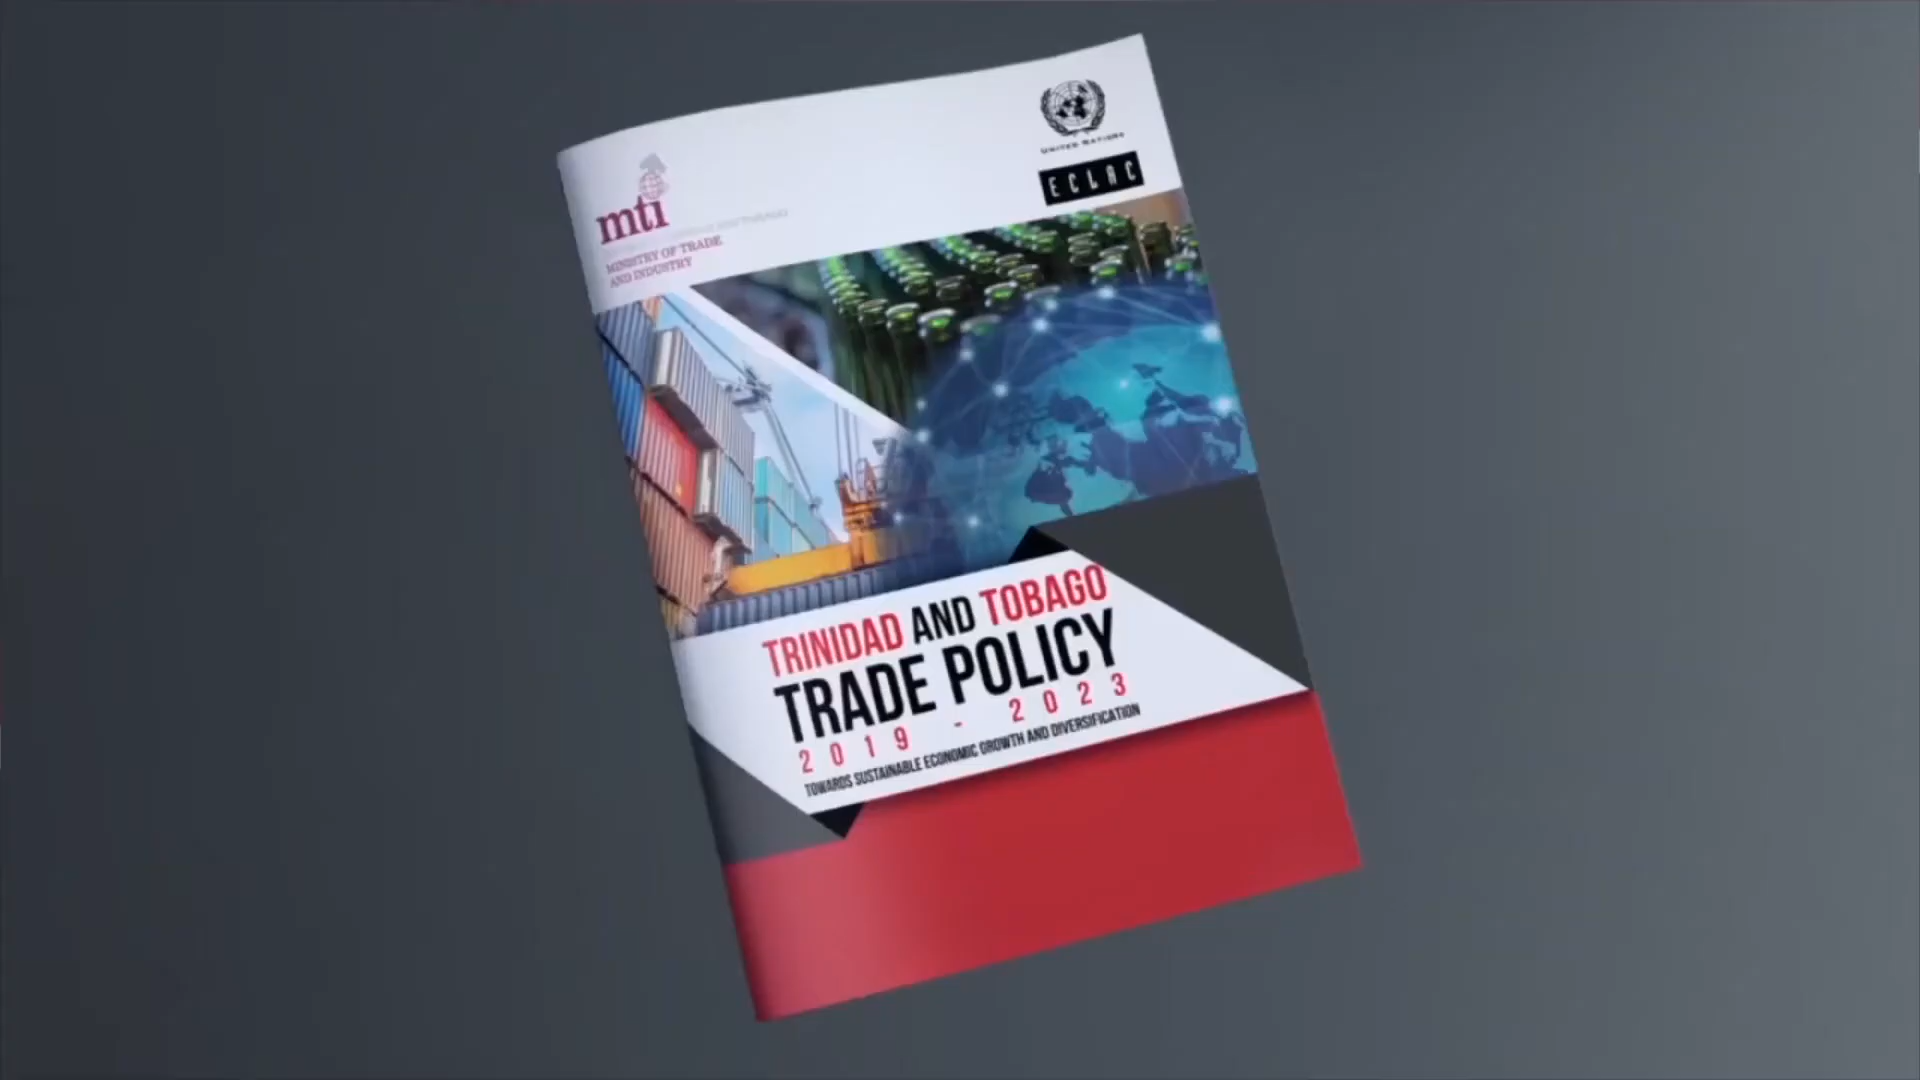 UNITED NATIONS
ECLAC
mti
MINISTRY OF TRADE
AND INDUSTRY
TRINIDAD AND TOBAGO
TRADE POLICY
2019 - 2023
TOWARDS SUSTAINABLE ECONOMIC GROWTH AND DIVERSIFICATION